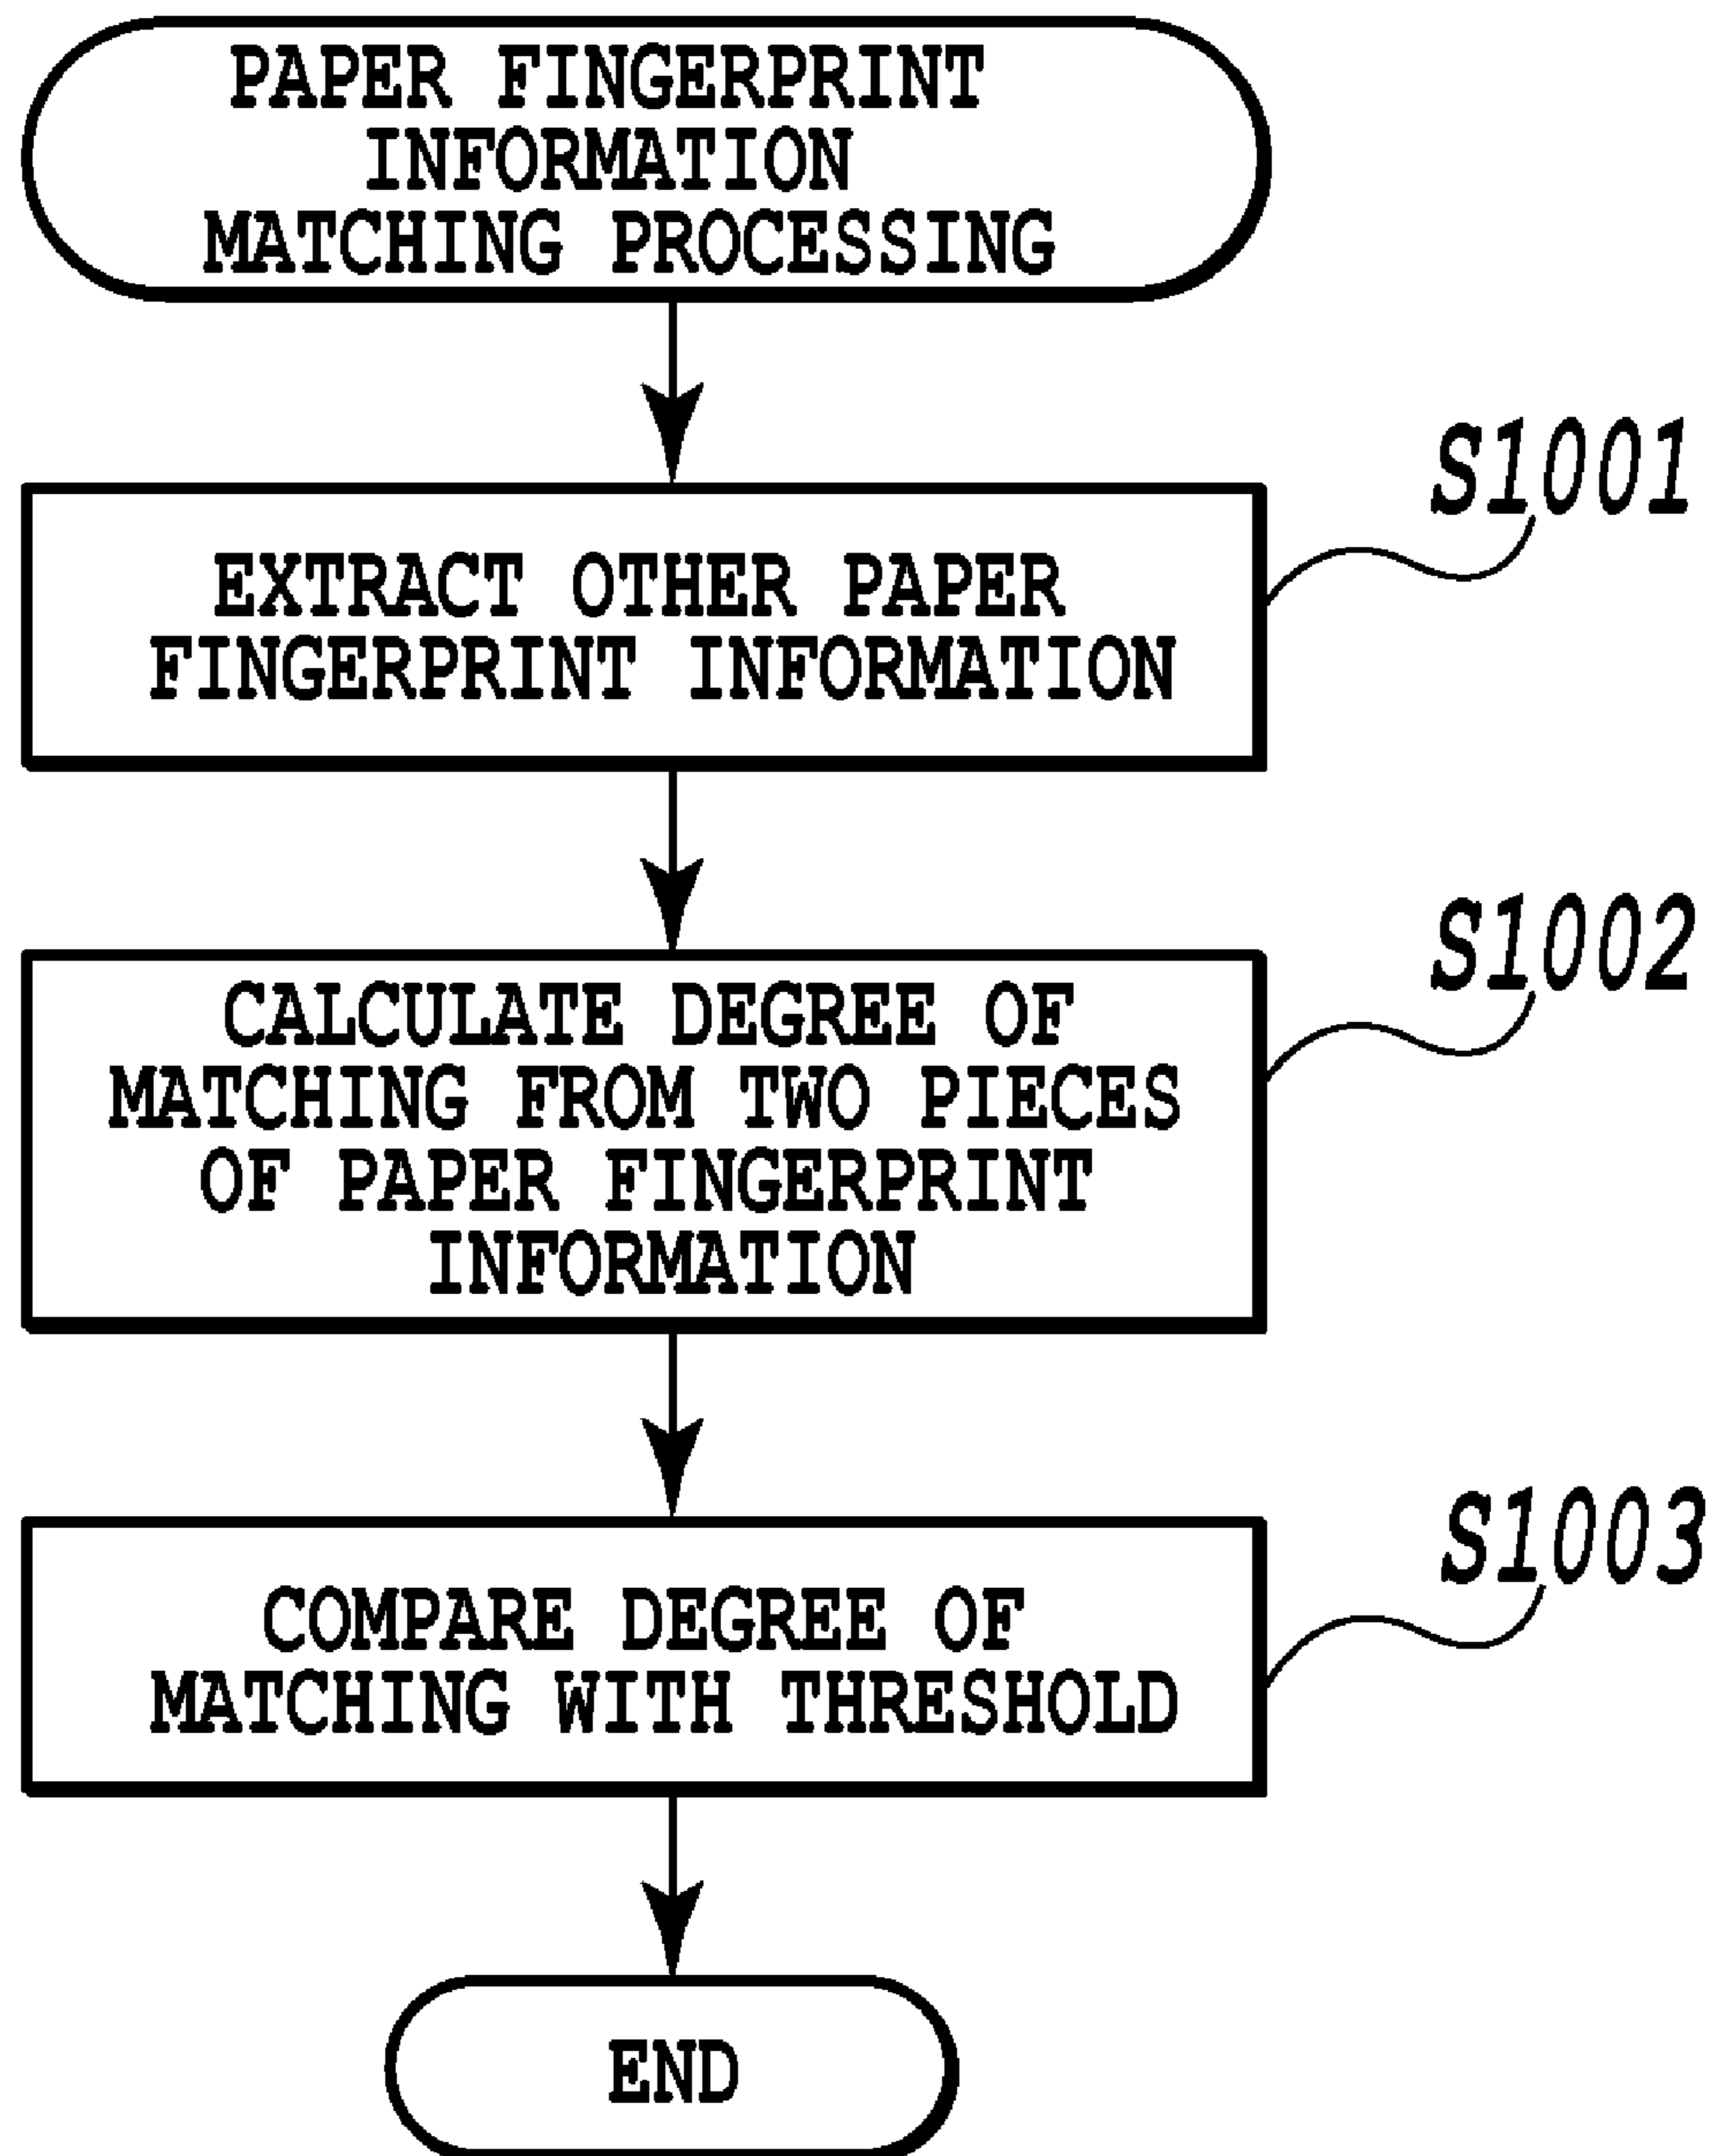 PAPER FINGERPRINT
INFORMATION
MATCHING PROCESSING
S1001
EXTRACT OTHER PAPER
FINGERPRINT INFORMATION
S1002
CALCULATE DEGREE OF
MATCHING FROM TWO PIECES
OF PAPER FINGERPRINT
INFORMATION
S1003
COMPARE DEGREE OF
MATCHING WITH THRESHOLD
END